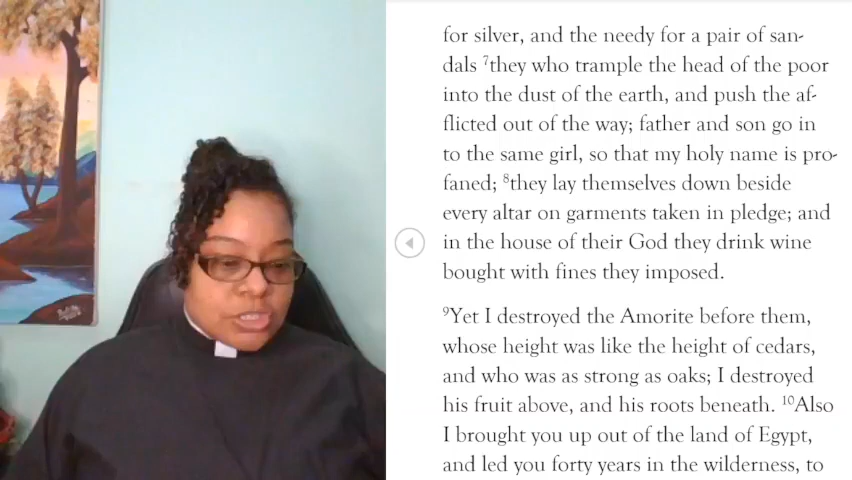 for silver, and the needy for a pair of san-
dals ⁷they who trample the head of the poor
into the dust of the earth, and push the af-
flicted out of the way; father and son go in
to the same girl, so that my holy name is pro-
faned; ⁸they lay themselves down beside
every altar on garments taken in pledge; and
in the house of their God they drink wine
bought with fines they imposed.
⁹Yet I destroyed the Amorite before them,
whose height was like the height of cedars,
and who was as strong as oaks; I destroyed
his fruit above, and his roots beneath. ¹⁰Also
I brought you up out of the land of Egypt,
and led you forty years in the wilderness, to